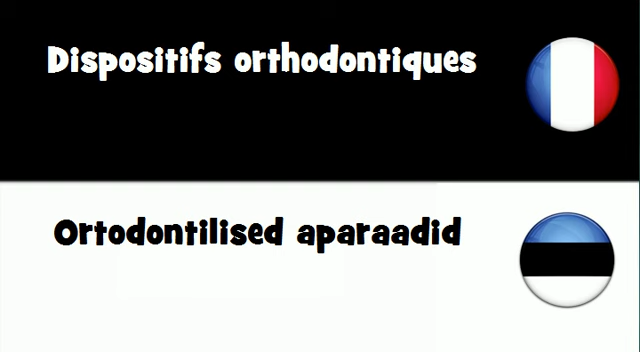 Dispositifs orthodontiques
Ortodontilised aparaadid